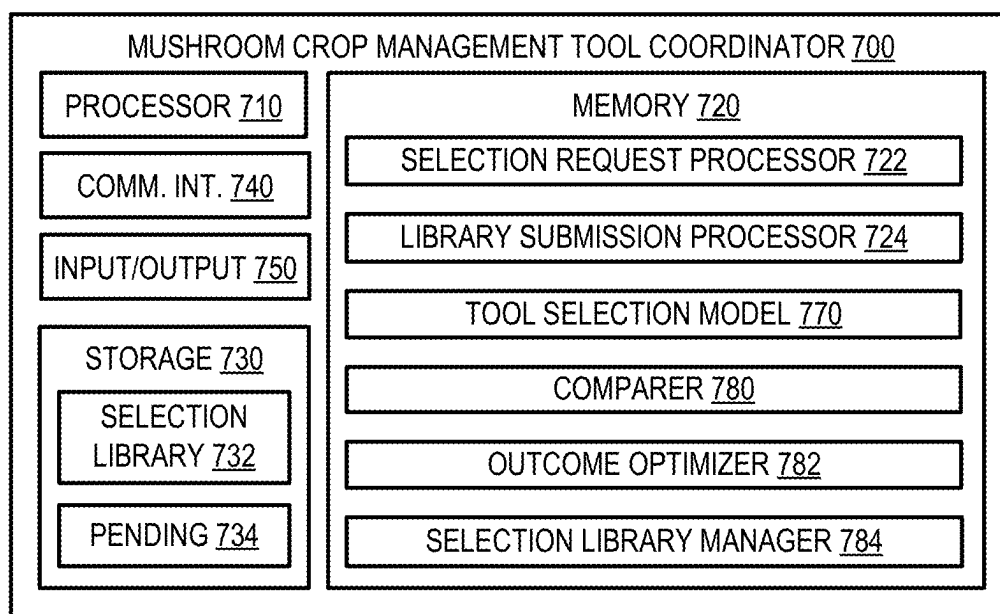 MUSHROOM CROP MANAGEMENT TOOL COORDINATOR 700
PROCESSOR 710
COMM. INT. 740
INPUT/OUTPUT 750
STORAGE 730
SELECTION
LIBRARY 732
PENDING 734
MEMORY 720
SELECTION REQUEST PROCESSOR 722
LIBRARY SUBMISSION PROCESSOR 724
TOOL SELECTION MODEL 770
COMPARER 780
OUTCOME OPTIMIZER 782
SELECTION LIBRARY MANAGER 784